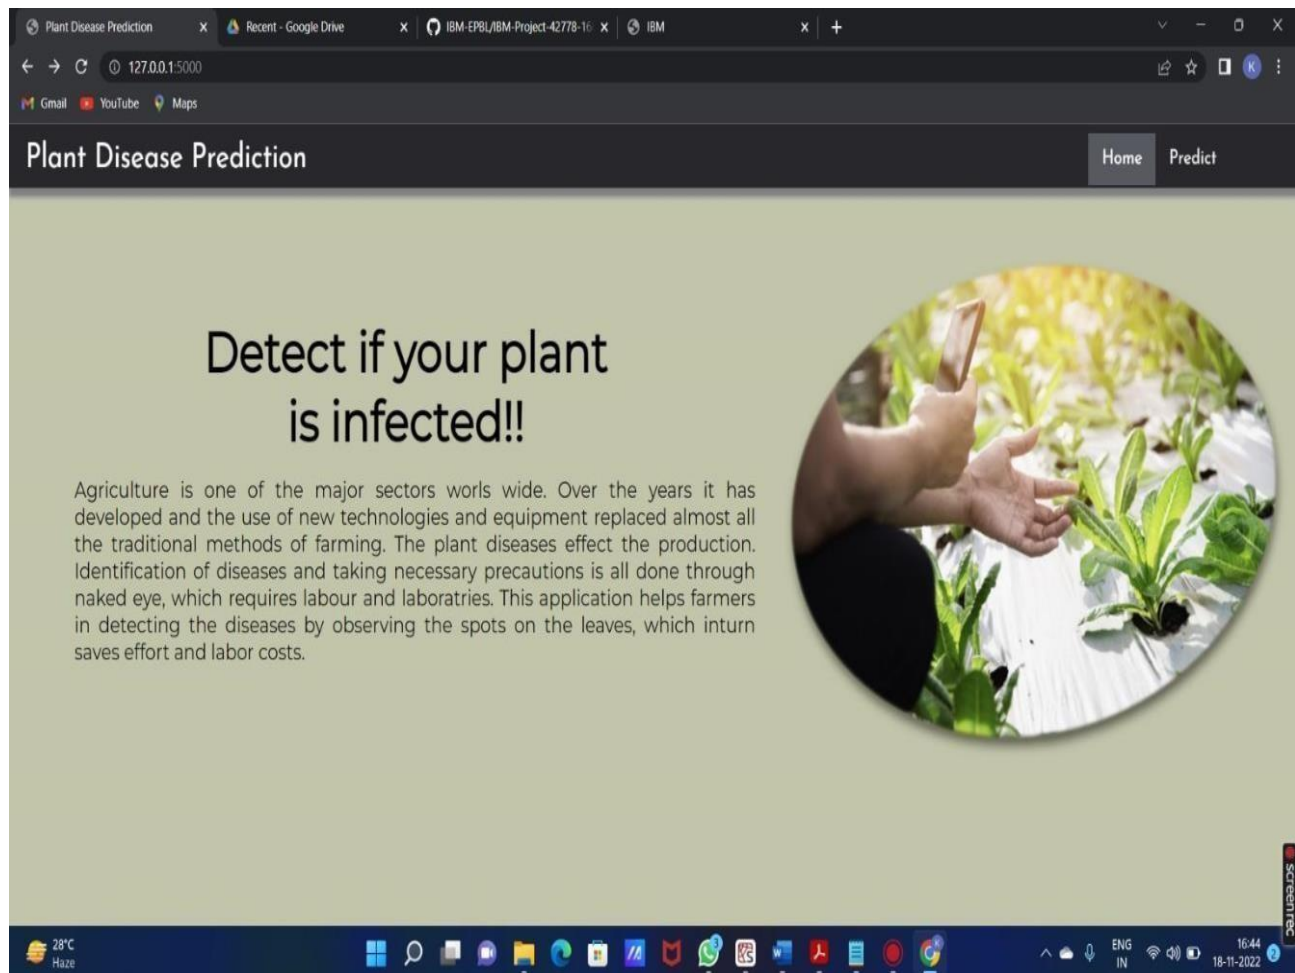 Plant Disease Prediction
Recent - Google Drive
IBM-EPBL/IBM-Project-42778-16
IBM
127.0.0.1:5000
Gmail
YouTube
Maps
K
Plant Disease Prediction
Home
Predict
Detect if your plant
is infected!!
Agriculture is one of the major sectors worls wide. Over the years it has
developed and the use of new technologies and equipment replaced almost all
the traditional methods of farming. The plant diseases effect the production.
Identification of diseases and taking necessary precautions is all done through
naked eye, which requires labour and laboratries. This application helps farmers
in detecting the diseases by observing the spots on the leaves, which inturn
saves effort and labor costs.
screenrec
28°C
Haze
3
ENG
IN
16:44
18-11-2022
2